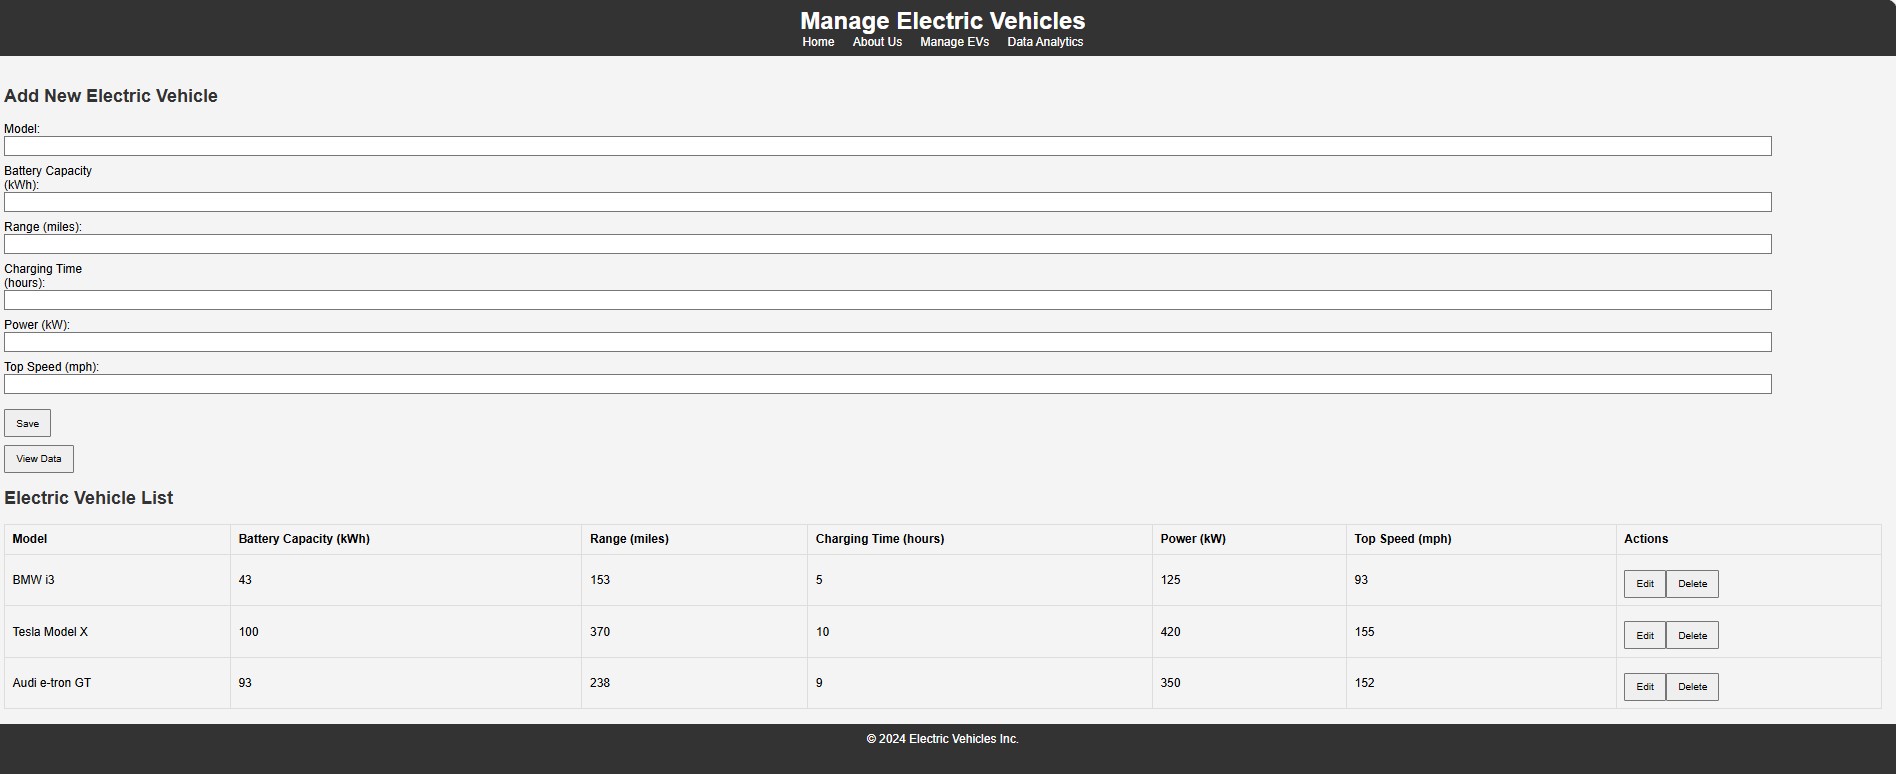 Manage Electric Vehicles
Home About Us Manage EVs Data Analytics
Add New Electric Vehicle
Model:
Battery Capacity
(kWh):
Range (miles):
Charging Time
(hours):
Power (kW):
Top Speed (mph):
Save
View Data
Electric Vehicle List
Model Battery Capacity (kWh) Range (miles) Charging Time (hours) Power (kW) Top Speed (mph) Actions
BMW i3 43 153 5 125 93 Edit Delete
Tesla Model X 100 370 10 420 155 Edit Delete
Audi e-tron GT 93 238 9 350 152 Edit Delete
© 2024 Electric Vehicles Inc.